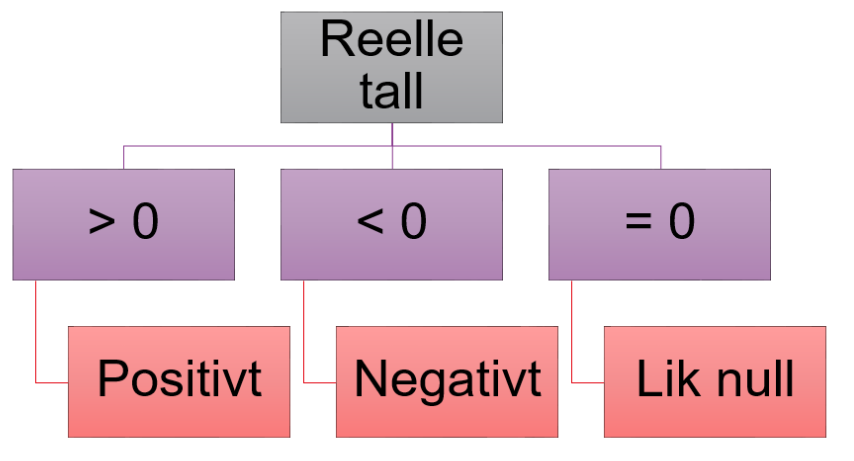 Reelle
tall
> 0
< 0
= 0
Positivt
Negativt
Lik null